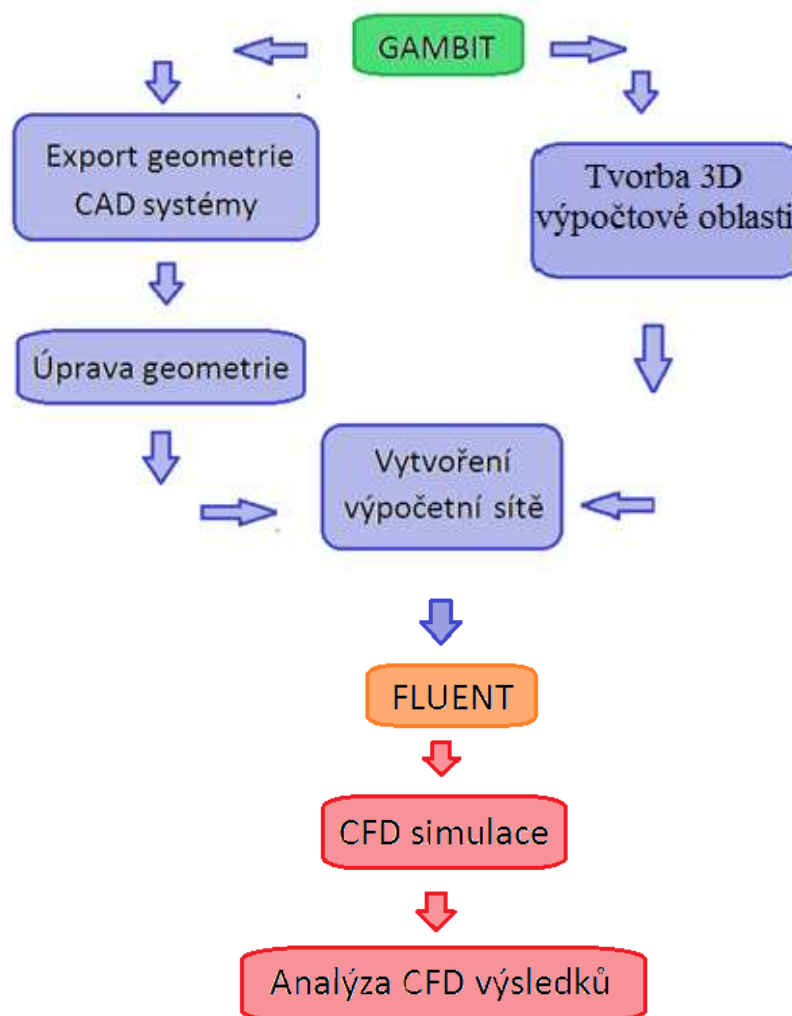 GAMBIT
Export geometrie
CAD systémy
Tvorba 3D
výpočtové oblasti
Úprava geometrie
Vytvoření
výpočetní sítě
FLUENT
CFD simulace
Analýza CFD výsledků